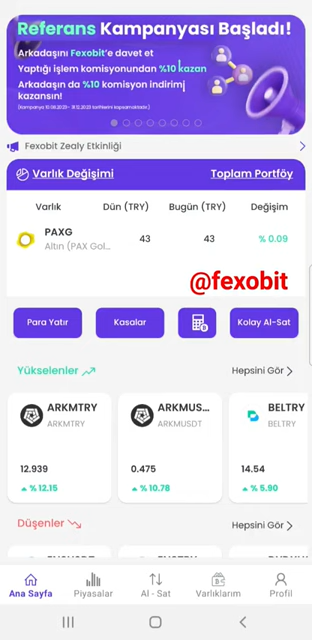 Referans Kampanyası Başladı!
Arkadaşını Fexobit'e davet et
Yaptığı işlem komisyonundan %10 kazan
Arkadaşın da %10 komisyon indirimi
kazansın!
Fexobit Zealy Etkinliği
Varlık Değişimi Toplam Portföy
Varlık Dün (TRY) Bugün (TRY) Değişim
PAXG 43 43 % 0.09
Altın (PAX Gol...
@fexobit
Para Yatır Kasalar Kolay Al-Sat
Yükselenler Hepsini Gör
ARKMTRY ARKMUS... BELTRY
ARKMTRY ARKMUSDT BELTRY
12.939 0.475 14.54
% 12.15 % 10.78 % 5.90
Düşenler Hepsini Gör
Ana Sayfa Piyasalar Al - Sat Varlıklarım Profil